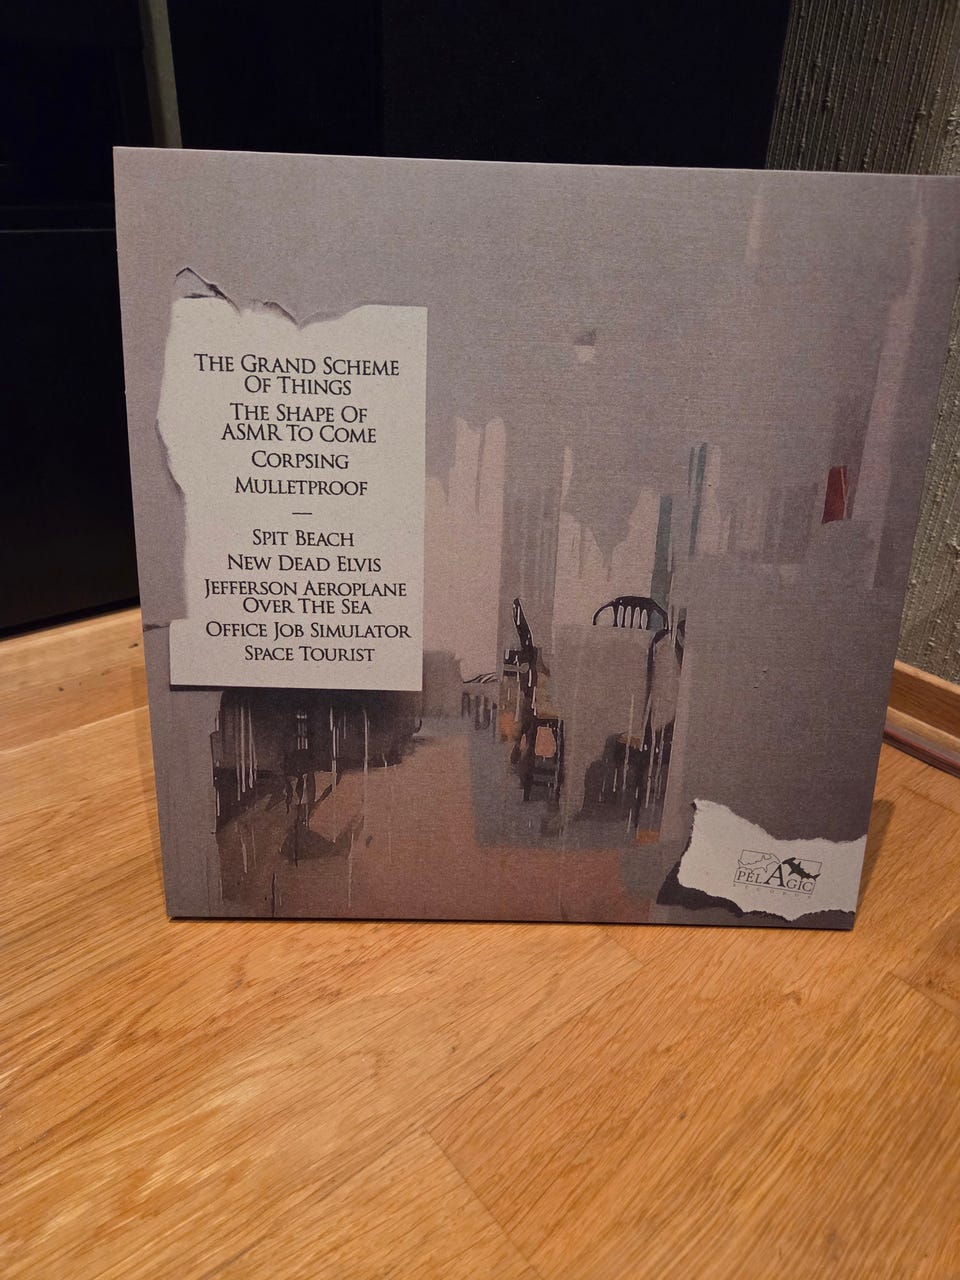 The Grand Scheme
Of Things
The Shape Of
ASMR To Come
Corpsing
Mulletproof
—
Spit Beach
New Dead Elvis
Jefferson Aeroplane
Over The Sea
Office Job Simulator
Space Tourist
PELAGIC
RECORDS